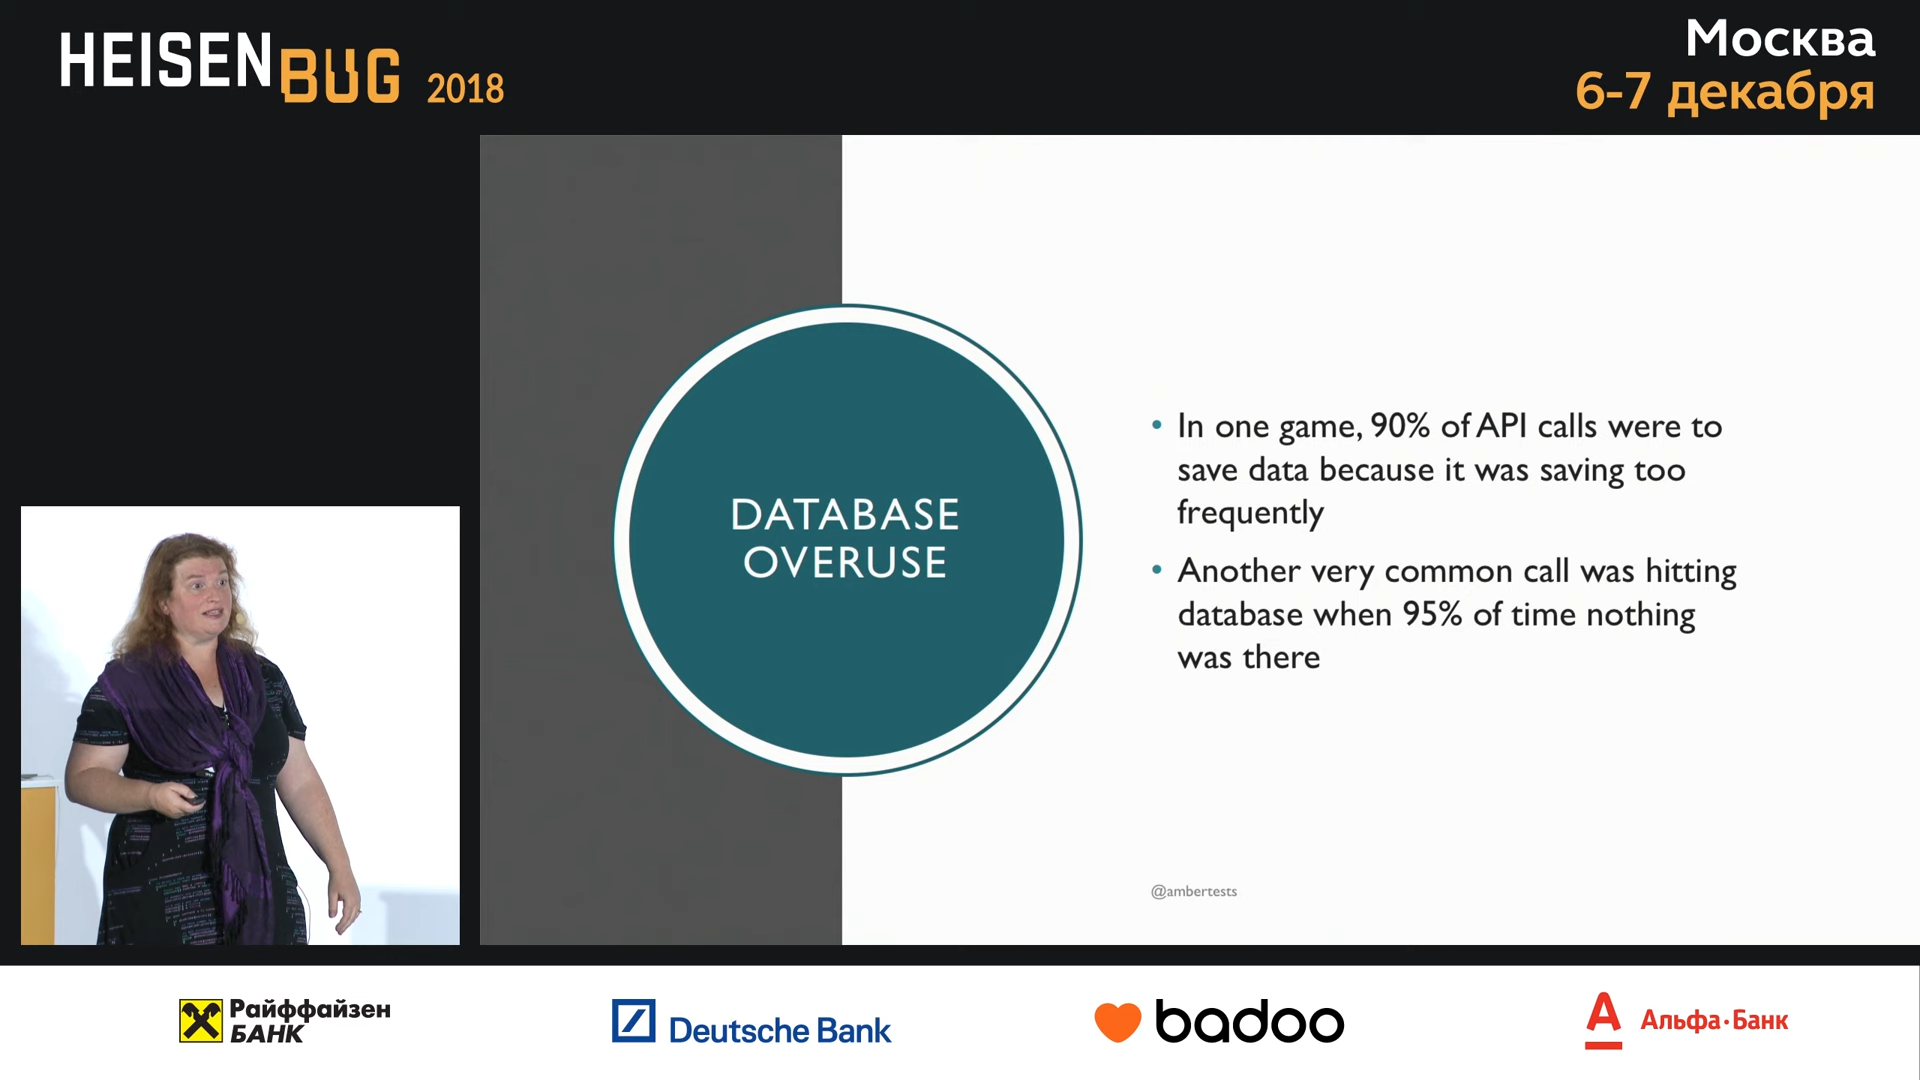 HEISENBUG 2018
Москва
6-7 декабря
DATABASE
OVERUSE
• In one game, 90% of API calls were to
save data because it was saving too
frequently
• Another very common call was hitting
database when 95% of time nothing
was there
@ambertests
Райффайзен
БАНК
Deutsche Bank
badoo
Альфа·Банк